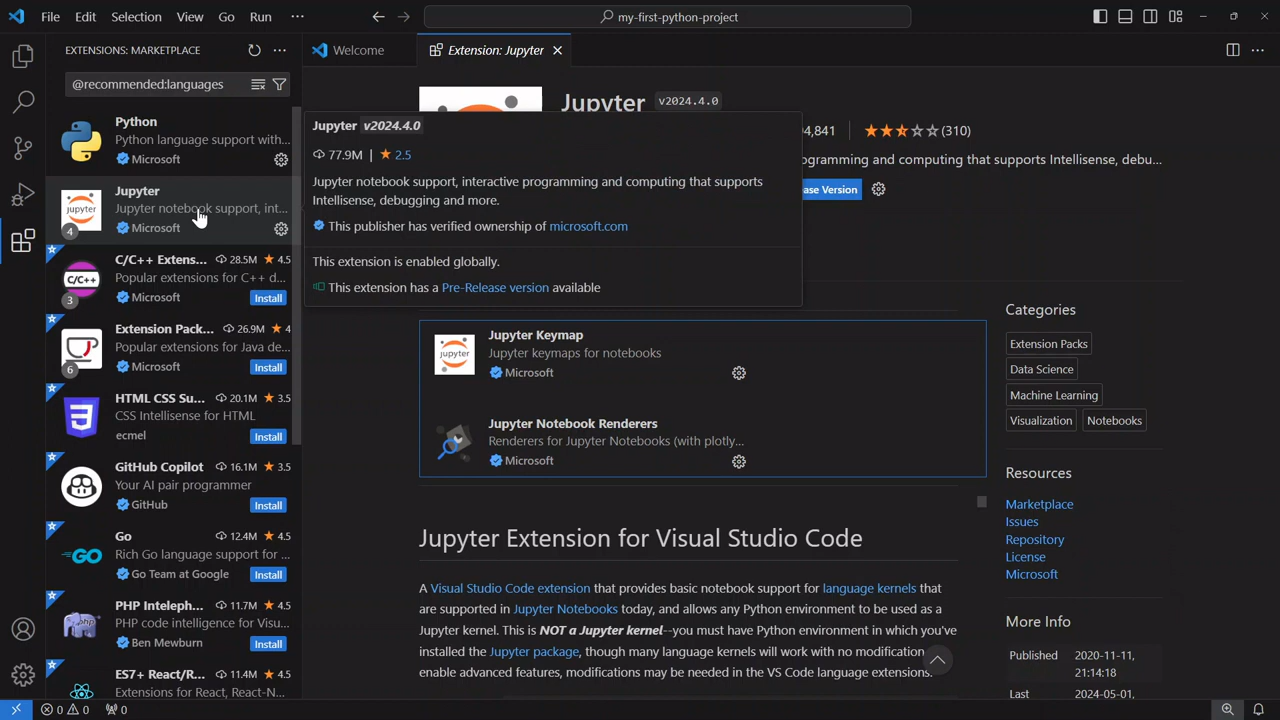 File Edit Selection View Go Run ··· my-first-python-project
EXTENSIONS: MARKETPLACE
Welcome
Extension: Jupyter
@recommended:languages
Python
Python language support with...
Microsoft
Jupyter
Jupyter notebook support, int...
Microsoft
4
C/C++ Extens... 28.5M 4.5
Popular extensions for C++ d...
Microsoft Install
C/C++
3
Extension Pack... 26.9M 4
Popular extensions for Java de...
Microsoft Install
6
HTML CSS Su... 20.1M 3.5
CSS Intellisense for HTML
ecmel Install
GitHub Copilot 16.1M 3.5
Your AI pair programmer
GitHub Install
Go 12.4M 4.5
Rich Go language support for ...
Go Team at Google Install
GO
PHP Inteleph... 11.7M 4.5
PHP code intelligence for Visu...
Ben Mewburn Install
php
ES7+ React/R... 11.4M 4.5
Extensions for React, React-N...
Jupyter v2024.4.0
4,841 (310)
ogramming and computing that supports Intellisense, debu...
ase Version
Jupyter v2024.4.0
77.9M | 2.5
Jupyter notebook support, interactive programming and computing that supports
Intellisense, debugging and more.
This publisher has verified ownership of microsoft.com
This extension is enabled globally.
This extension has a Pre-Release version available
jupyter
Jupyter Keymap
Jupyter keymaps for notebooks
Microsoft
Jupyter Notebook Renderers
Renderers for Jupyter Notebooks (with plotly...
Microsoft
Jupyter Extension for Visual Studio Code
A Visual Studio Code extension that provides basic notebook support for language kernels that
are supported in Jupyter Notebooks today, and allows any Python environment to be used as a
Jupyter kernel. This is NOT a Jupyter kernel--you must have Python environment in which you've
installed the Jupyter package, though many language kernels will work with no modification.
enable advanced features, modifications may be needed in the VS Code language extensions.
Categories
Extension Packs
Data Science
Machine Learning
Visualization Notebooks
Resources
Marketplace
Issues
Repository
License
Microsoft
More Info
Published 2020-11-11,
21:14:18
Last 2024-05-01,
0 0 0